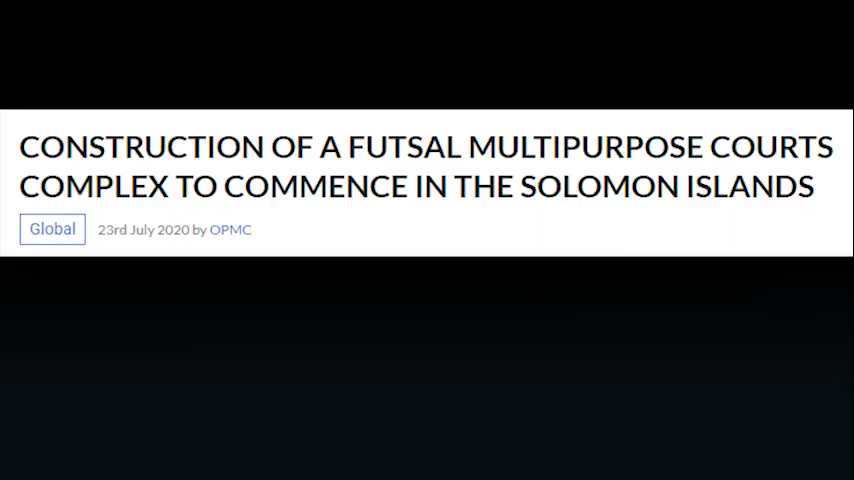 CONSTRUCTION OF A FUTSAL MULTIPURPOSE COURTS
COMPLEX TO COMMENCE IN THE SOLOMON ISLANDS
Global 23rd July 2020 by OPMC